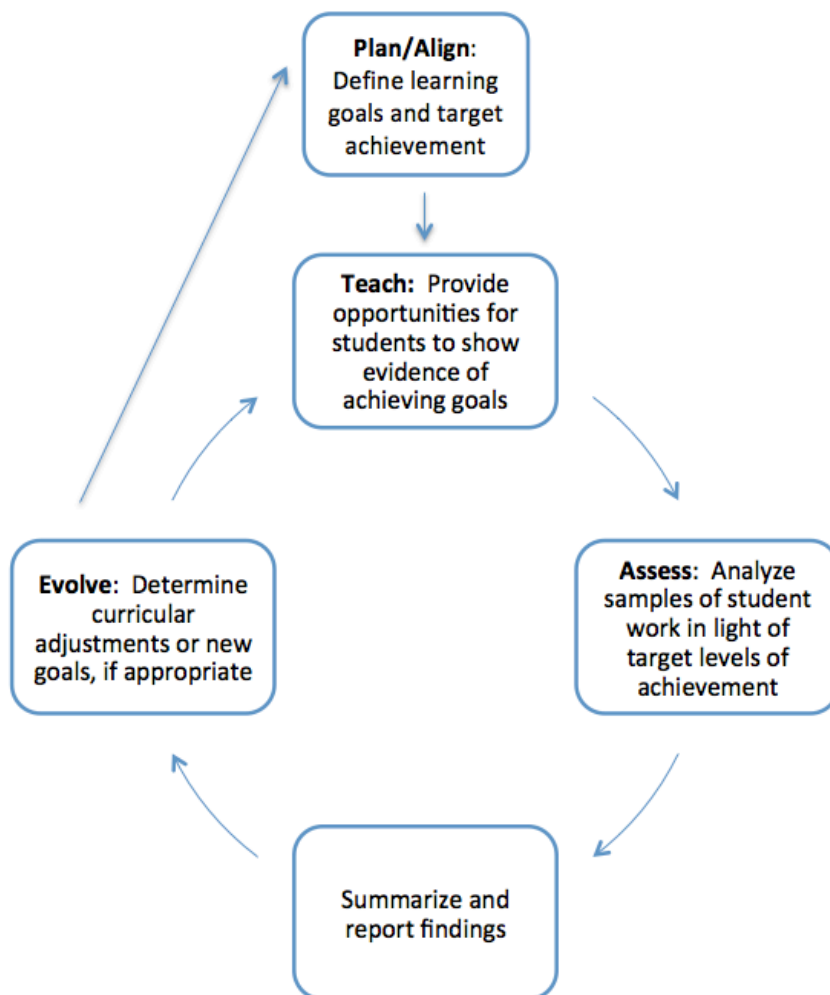 Plan/Align:
Define learning
goals and target
achievement
Teach:  Provide
opportunities for
students to show
evidence of
achieving goals
Assess:  Analyze
samples of student
work in light of
target levels of
achievement
Summarize and
report findings
Evolve:  Determine
curricular
adjustments or new
goals, if appropriate